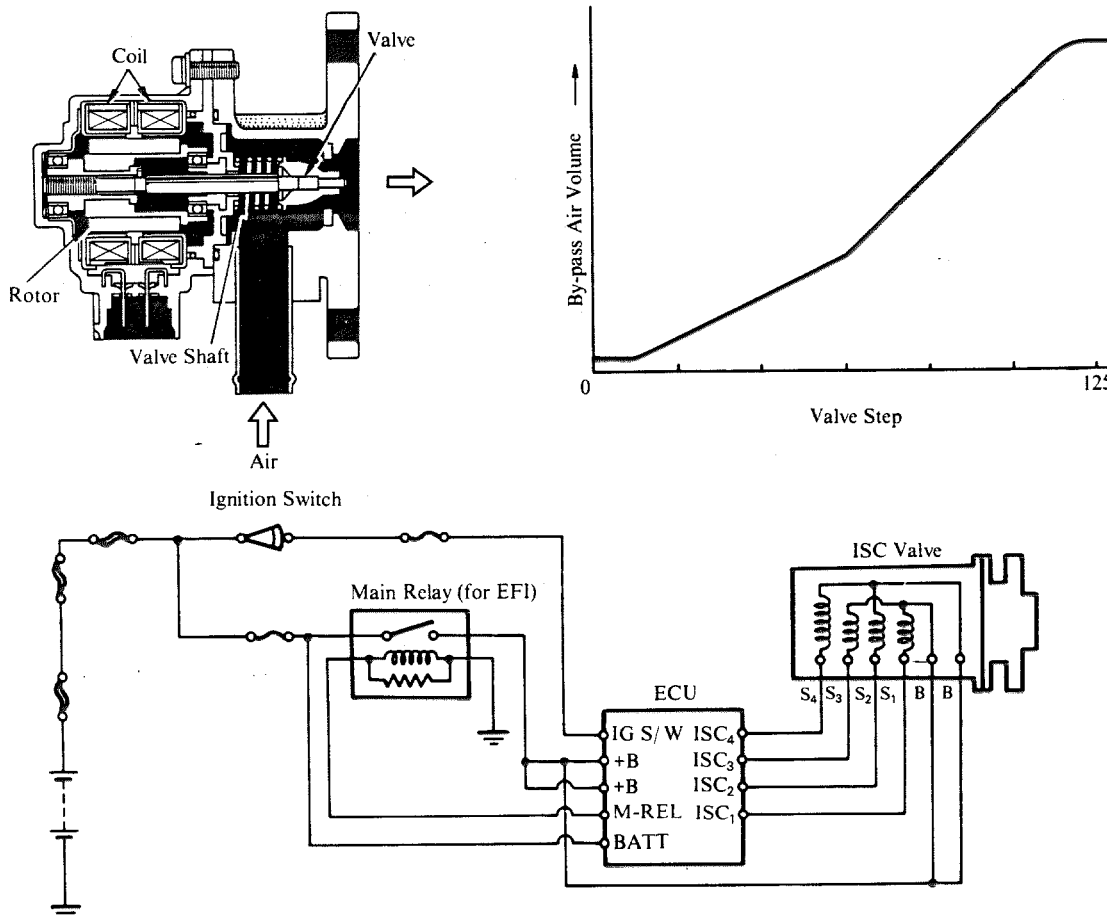 Coil
Valve
Rotor
Valve Shaft
Air
By-pass Air Volume
0
125
Valve Step
Ignition Switch
Main Relay (for EFI)
ISC Valve
S₄ S₃ S₂ S₁ B B
ECU
IG S/W ISC₄
+B ISC₃
+B ISC₂
M-REL ISC₁
BATT